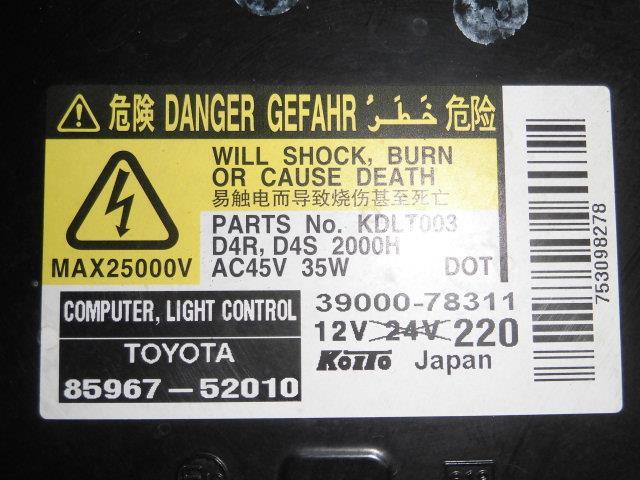 危険 DANGER GEFAHR خَطَرُ 危险
WILL SHOCK, BURN
OR CAUSE DEATH
易触电而导致烧伤甚至死亡
MAX25000V
PARTS No. KDLT003
D4R, D4S 2000H
AC45V 35W DOT
COMPUTER, LIGHT CONTROL
TOYOTA
85967-52010
39000-78311
12V 24V 220
KOITO Japan
753098278